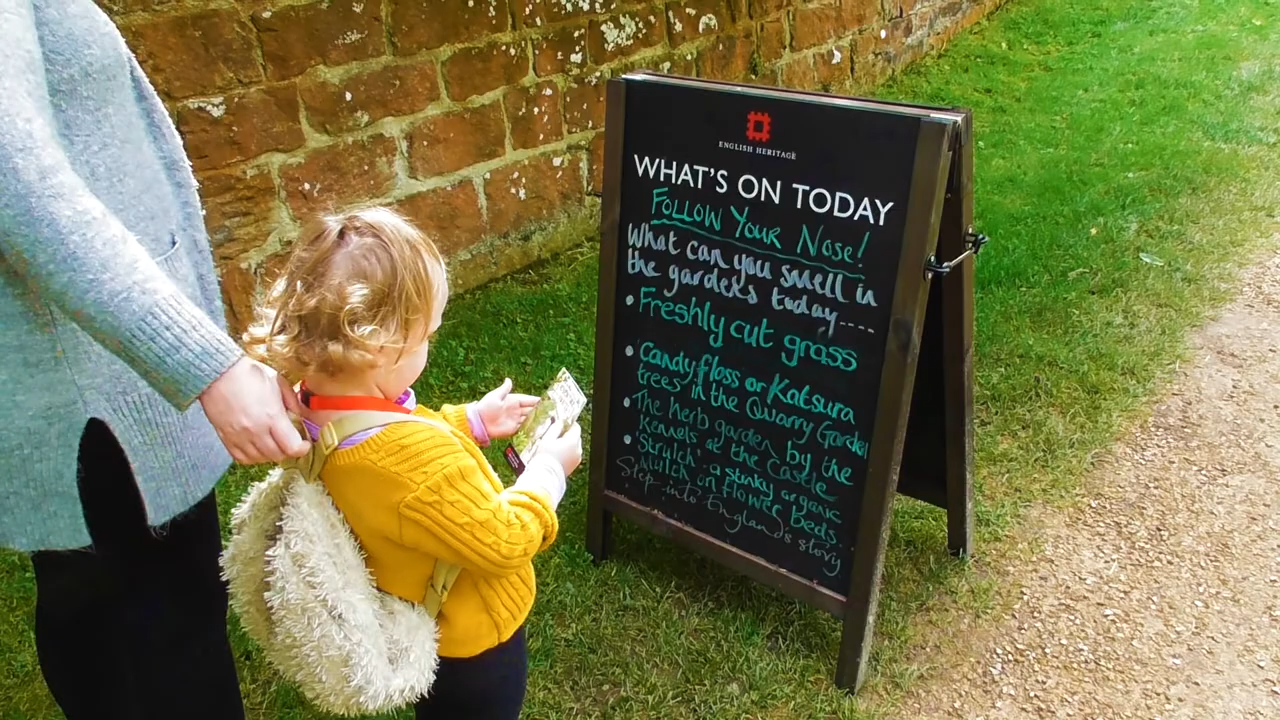 ENGLISH HERITAGE
WHAT'S ON TODAY
FOLLOW YOUR NOSE!
What can you smell in
the gardens today.....
• Freshly cut grass
• Candyfloss or Katsura
trees in the Quarry Garden
• The herb garden by the
Kennels at the Castle
• 'Strulch': a stinky organic
Mulch on flower beds.
Step into England's story